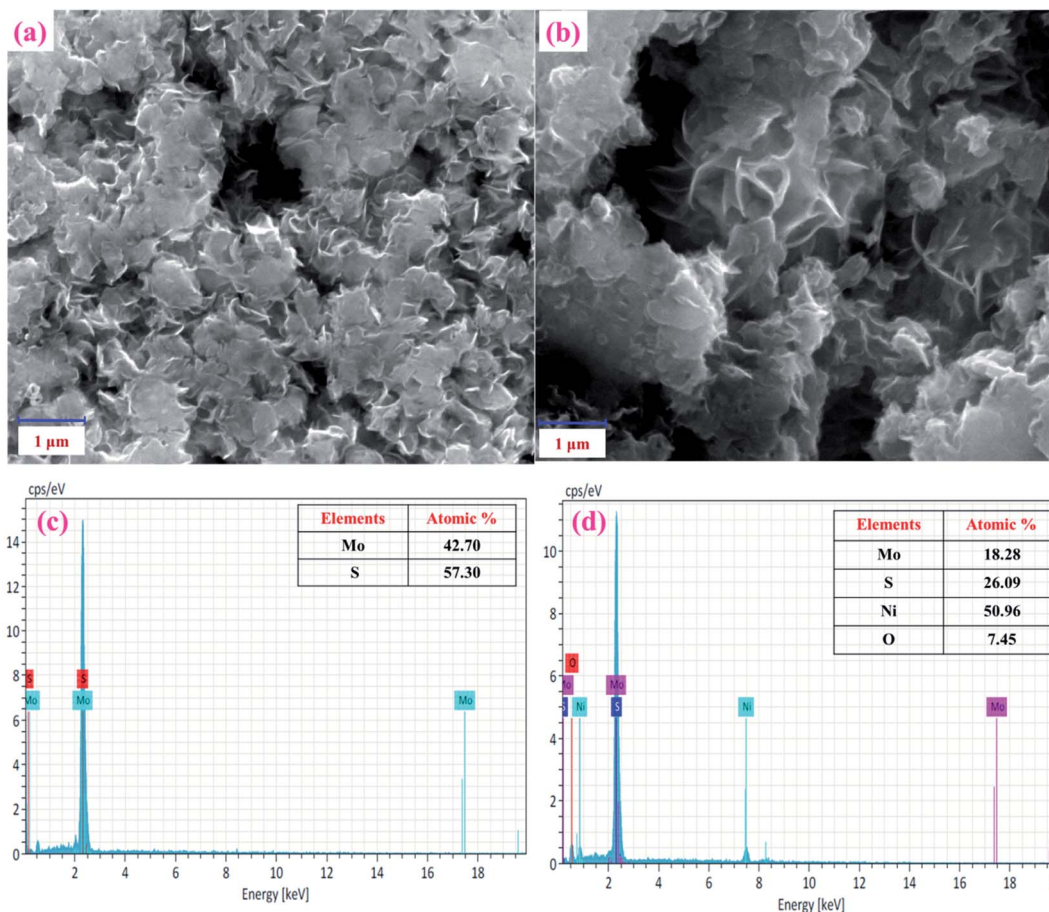 (a)
(b)
1 μm
1 μm
cps/eV
(c)
Elements Atomic %
Mo 42.70
S 57.30
14
12
10
8
6
4
2
0
S
Mo
S
Mo
Mo
2 4 6 8 10 12 14 16 18
Energy [keV]
cps/eV
(d)
Elements Atomic %
Mo 18.28
S 26.09
Ni 50.96
O 7.45
10
8
6
4
2
0
O
Mo
S
Ni
Mo
S
Ni
Mo
2 4 6 8 10 12 14 16 18
Energy [keV]